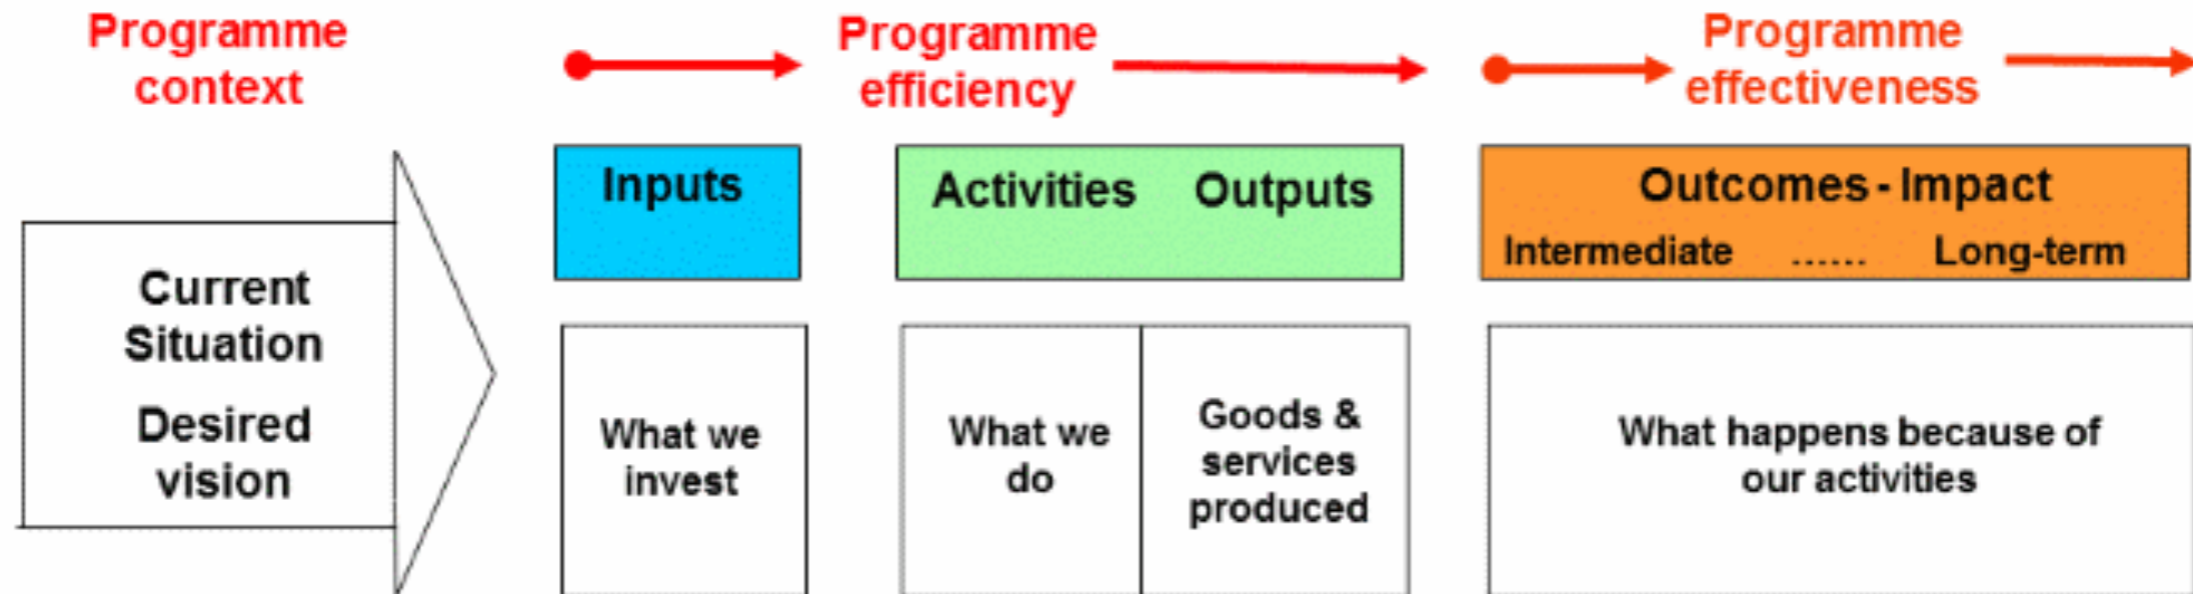 Programme
context
Programme
efficiency
Programme
effectiveness
Inputs
Activities Outputs
Outcomes - Impact
Intermediate ...... Long-term
Current
Situation
Desired
vision
What we
invest
What we
do
Goods &
services
produced
What happens because of
our activities